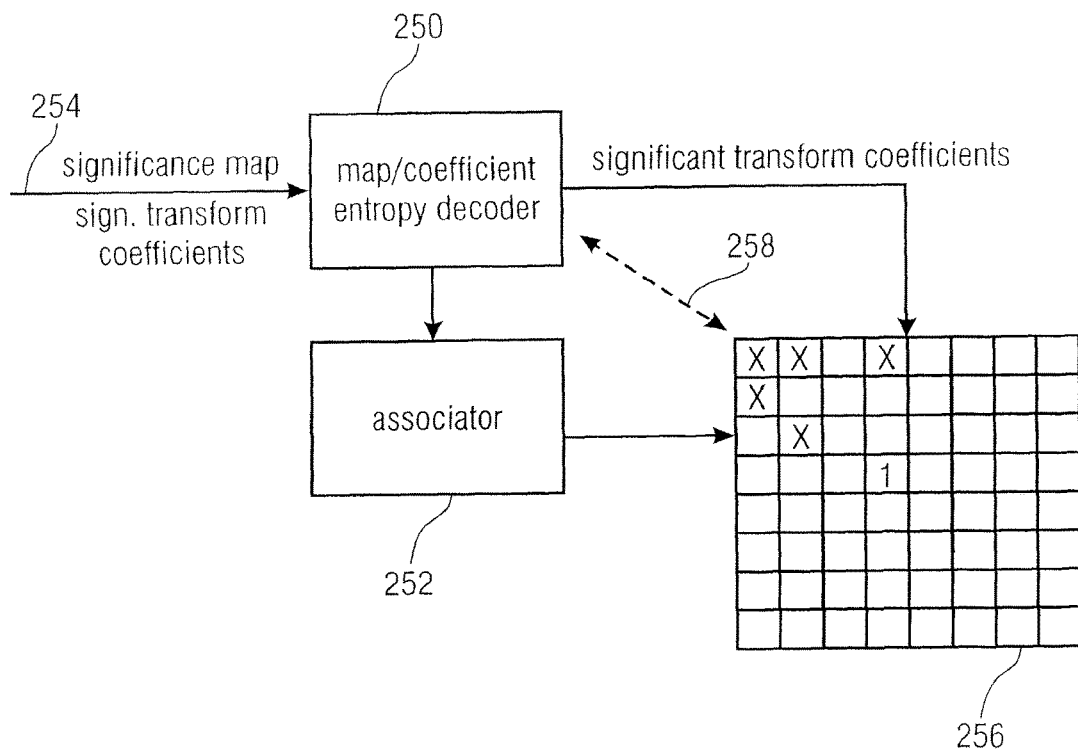 250
254
significance map
sign. transform
coefficients
map/coefficient
entropy decoder
significant transform coefficients
258
associator
X X X
X
X
1
252
256